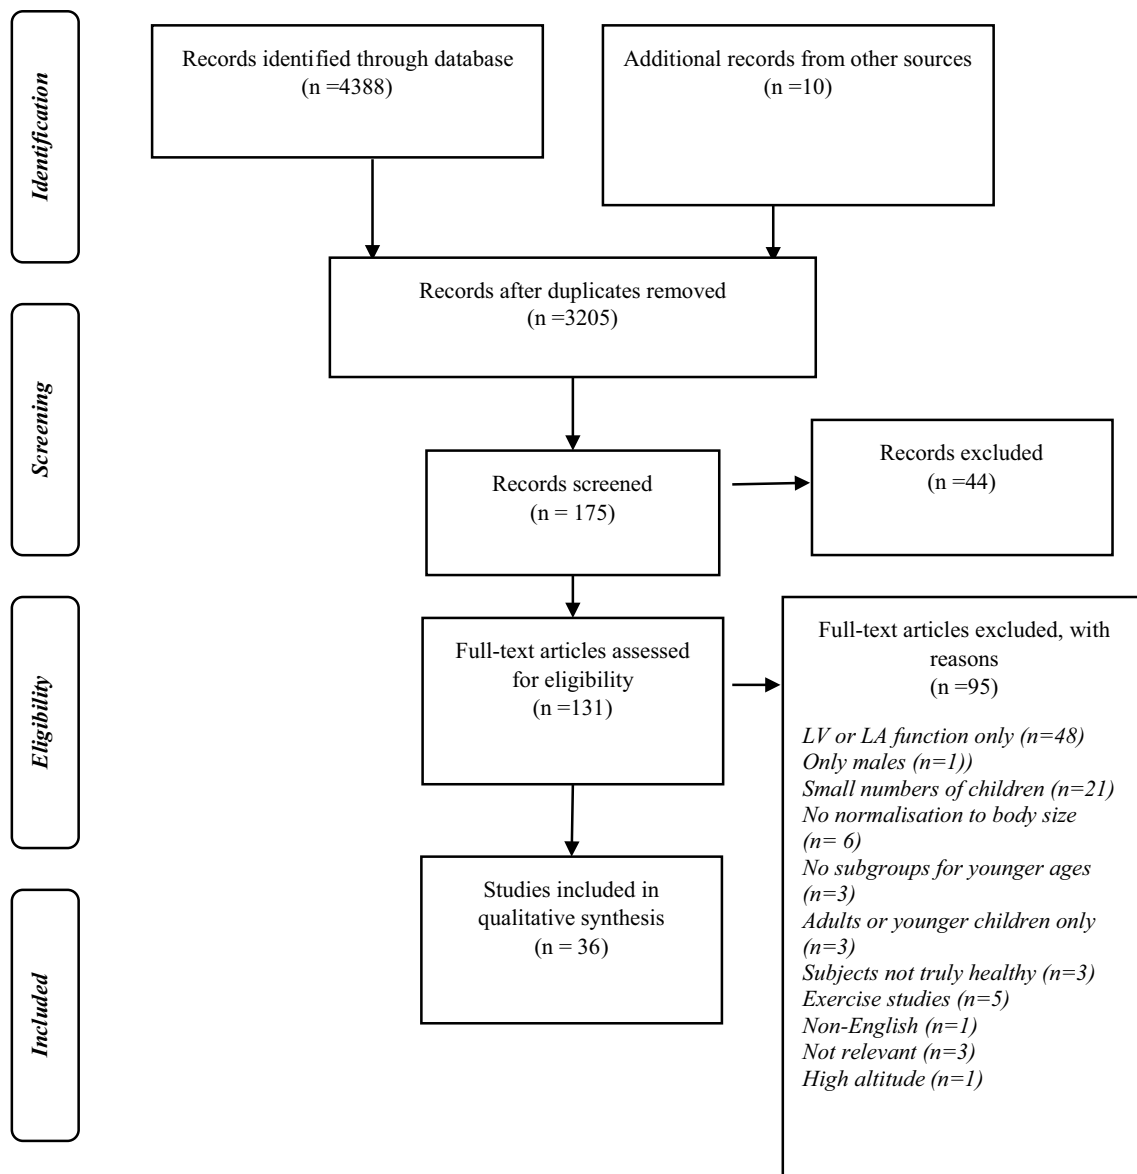 Identification
Records identified through database
(n =4388)
Additional records from other sources
(n =10)
Records after duplicates removed
(n =3205)
Screening
Records screened
(n = 175)
Records excluded
(n =44)
Eligibility
Full-text articles assessed
for eligibility
(n =131)
Full-text articles excluded, with
reasons
(n =95)
LV or LA function only (n=48)
Only males (n=1))
Small numbers of children (n=21)
No normalisation to body size
(n= 6)
No subgroups for younger ages
(n=3)
Adults or younger children only
(n=3)
Subjects not truly healthy (n=3)
Exercise studies (n=5)
Non-English (n=1)
Not relevant (n=3)
High altitude (n=1)
Included
Studies included in
qualitative synthesis
(n = 36)